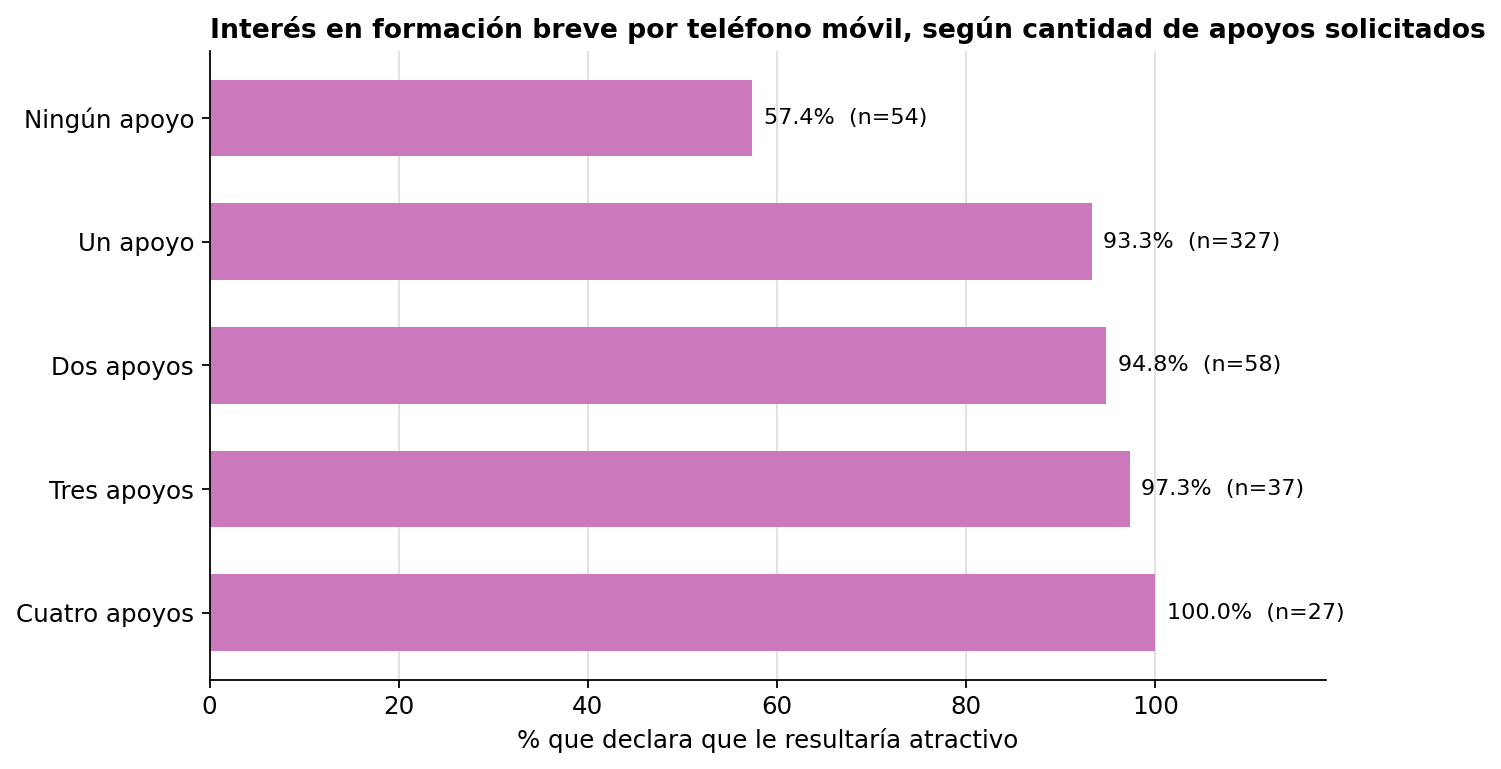 Interés en formación breve por teléfono móvil, según cantidad de apoyos solicitados
Ningún apoyo
57.4% (n=54)
Un apoyo
93.3% (n=327)
Dos apoyos
94.8% (n=58)
Tres apoyos
97.3% (n=37)
Cuatro apoyos
100.0% (n=27)
0 20 40 60 80 100
% que declara que le resultaría atractivo